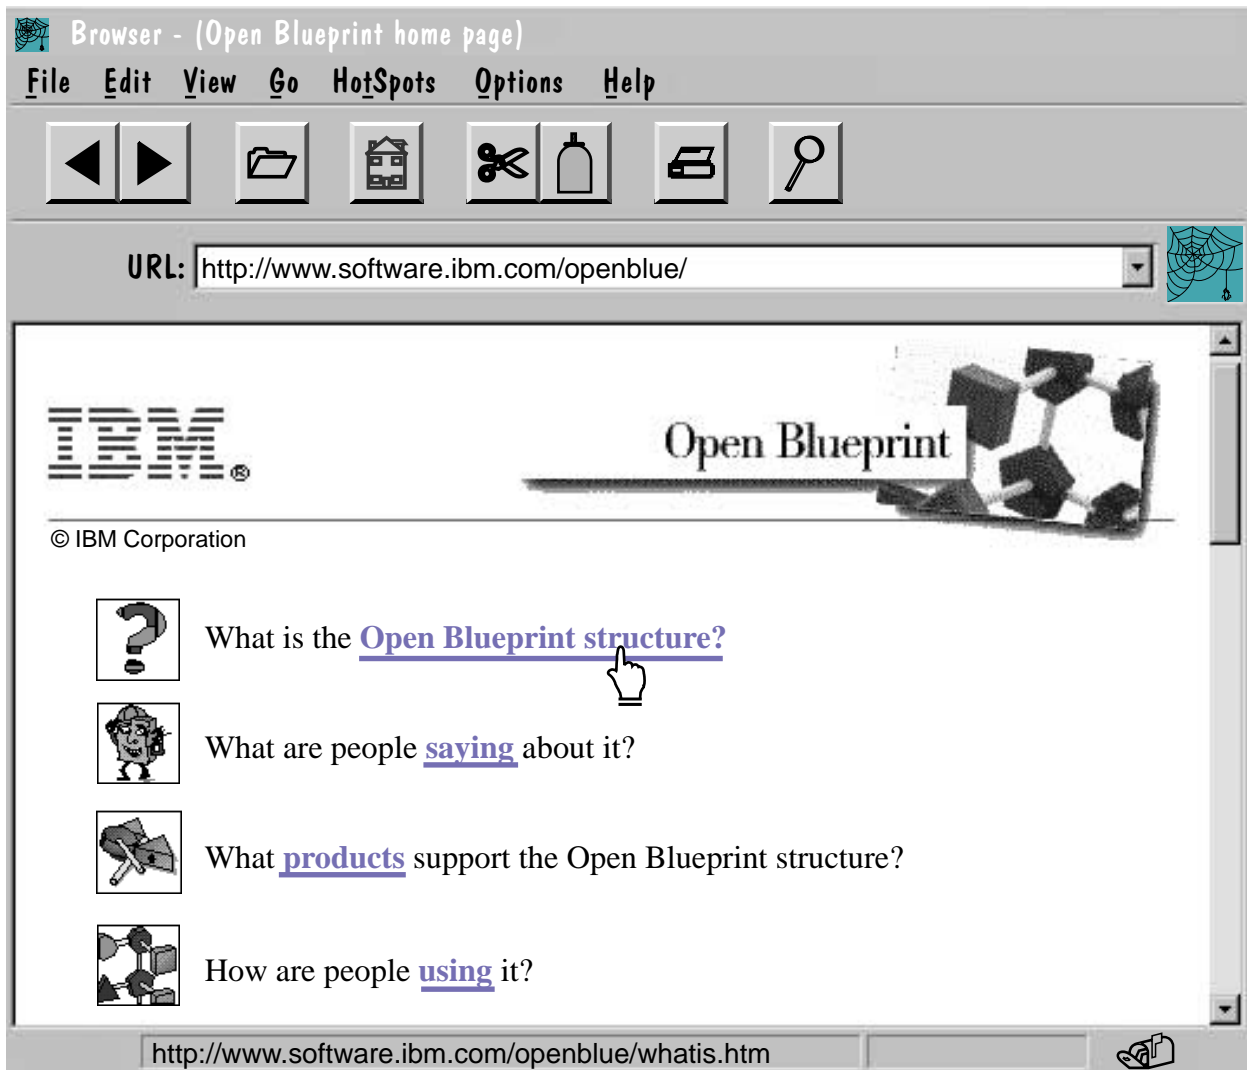 Browser - (Open Blueprint home page)
File Edit View Go HotSpots Options Help
URL: http://www.software.ibm.com/openblue/
IBM®
Open Blueprint
© IBM Corporation
What is the Open Blueprint structure?
What are people saying about it?
What products support the Open Blueprint structure?
How are people using it?
http://www.software.ibm.com/openblue/whatis.htm